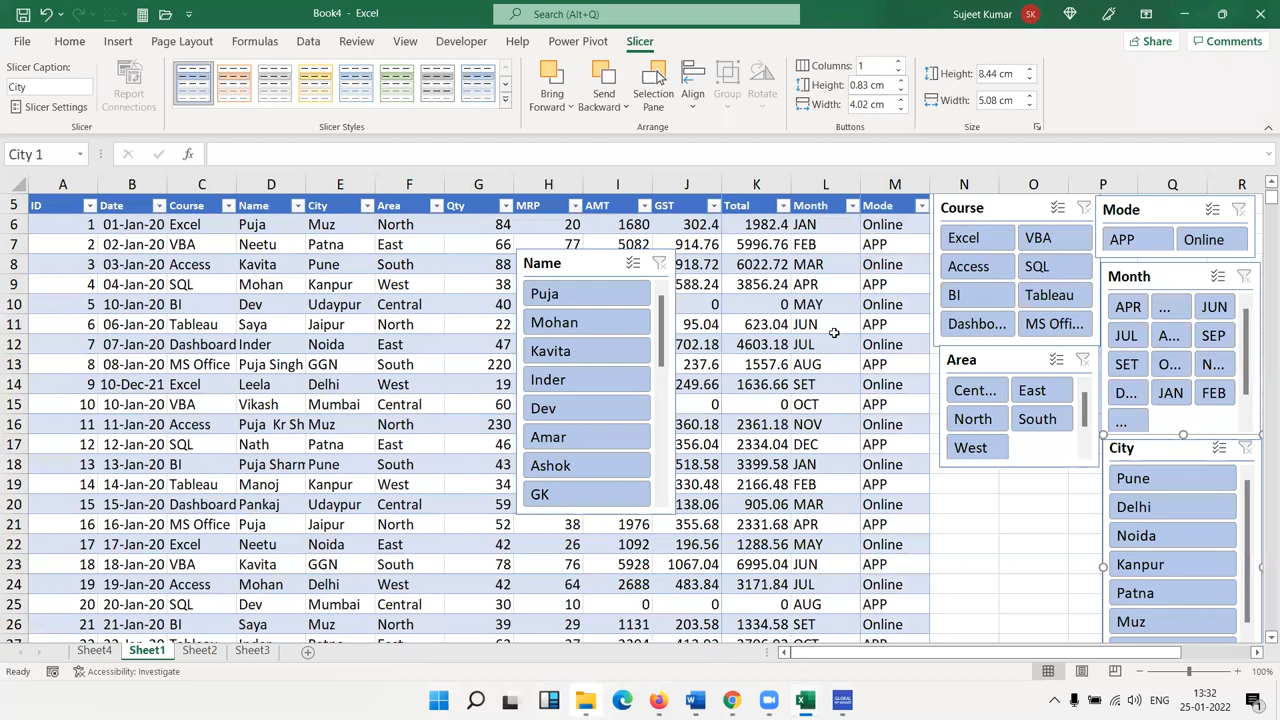 Book4 - Excel
Search (Alt+Q)
Sujeet Kumar SK
File Home Insert Page Layout Formulas Data Review View Developer Help Power Pivot Slicer Share Comments
Slicer Caption:
City
Slicer Settings
Report Connections
Slicer
Slicer Styles
Bring Forward
Send Backward
Selection Pane
Align
Group
Rotate
Arrange
Columns: 1
Height: 0.83 cm
Width: 4.02 cm
Buttons
Height: 8.44 cm
Width: 5.08 cm
Size
City 1
fx
A B C D E F G H I J K L M N O P Q R
5 ID Date Course Name City Area Qty MRP AMT GST Total Month Mode
6 1 01-Jan-20 Excel Puja Muz North 84 20 1680 302.4 1982.4 JAN Online
7 2 02-Jan-20 VBA Neetu Patna East 66 77 5082 914.76 5996.76 FEB APP
8 3 03-Jan-20 Access Kavita Pune South 88 918.72 6022.72 MAR Online
9 4 04-Jan-20 SQL Mohan Kanpur West 38 588.24 3856.24 APR APP
10 5 10-Jan-20 BI Dev Udaypur Central 40 0 0 MAY Online
11 6 06-Jan-20 Tableau Saya Jaipur North 22 95.04 623.04 JUN APP
12 7 07-Jan-20 Dashboard Inder Noida East 47 702.18 4603.18 JUL Online
13 8 08-Jan-20 MS Office Puja Singh GGN South 220 237.6 1557.6 AUG APP
14 9 10-Dec-21 Excel Leela Delhi West 19 249.66 1636.66 SET Online
15 10 10-Jan-20 VBA Vikash Mumbai Central 60 0 0 OCT APP
16 11 11-Jan-20 Access Puja Kr Sh Muz North 230 360.18 2361.18 NOV Online
17 12 12-Jan-20 SQL Nath Patna East 46 356.04 2334.04 DEC APP
18 13 13-Jan-20 BI Puja Sharm Pune South 43 518.58 3399.58 JAN Online
19 14 14-Jan-20 Tableau Manoj Kanpur West 34 330.48 2166.48 FEB APP
20 15 15-Jan-20 Dashboard Pankaj Udaypur Central 59 138.06 905.06 MAR Online
21 16 16-Jan-20 MS Office Puja Jaipur North 52 38 1976 355.68 2331.68 APR APP
22 17 17-Jan-20 Excel Neetu Noida East 42 26 1092 196.56 1288.56 MAY Online
23 18 18-Jan-20 VBA Kavita GGN South 78 76 5928 1067.04 6995.04 JUN APP
24 19 19-Jan-20 Access Mohan Delhi West 42 64 2688 483.84 3171.84 JUL Online
25 20 20-Jan-20 SQL Dev Mumbai Central 30 10 0 0 0 AUG APP
26 21 21-Jan-20 BI Saya Muz North 39 29 1131 203.58 1334.58 SET Online
Name
Puja
Mohan
Kavita
Inder
Dev
Amar
Ashok
GK
Course
Excel VBA
Access SQL
BI Tableau
Dashbo... MS Offi...
Mode
APP Online
Month
APR ... JUN
JUL A... SEP
SET O... N...
D... JAN FEB
...
Area
Cent... East
North South
West
City
Pune
Delhi
Noida
Kanpur
Patna
Muz
Sheet4 Sheet1 Sheet2 Sheet3
Ready Accessibility: Investigate 100%
ENG 13:32
25-01-2022